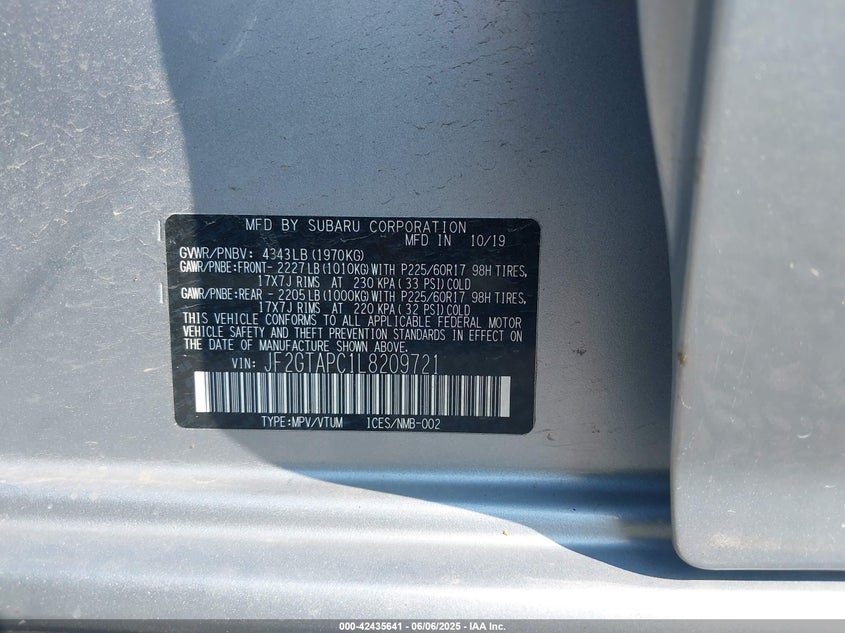 MFD BY SUBARU CORPORATION
MFD IN 10/19
GVWR/PNBV: 4343LB (1970KG)
GAWR/PNBE:FRONT- 2227 LB (1010KG) WITH P225/60R17 98H TIRES,
17X7J RIMS AT 230 KPA ( 33 PSI) COLD
GAWR/PNBE:REAR - 2205 LB (1000KG) WITH P225/60R17 98H TIRES,
17X7J RIMS AT 220 KPA ( 32 PSI) COLD
THIS VEHICLE CONFORMS TO ALL APPLICABLE FEDERAL MOTOR
VEHICLE SAFETY AND THEFT PREVENTION STANDARDS IN EFFECT ON
THE DATE OF MANUFACTURE SHOWN ABOVE.
VIN: JF2GTAPC1L8209721
TYPE:MPV/VTUM ICES/NMB-002
000-42435641 - 06/06/2025 - IAA Inc.